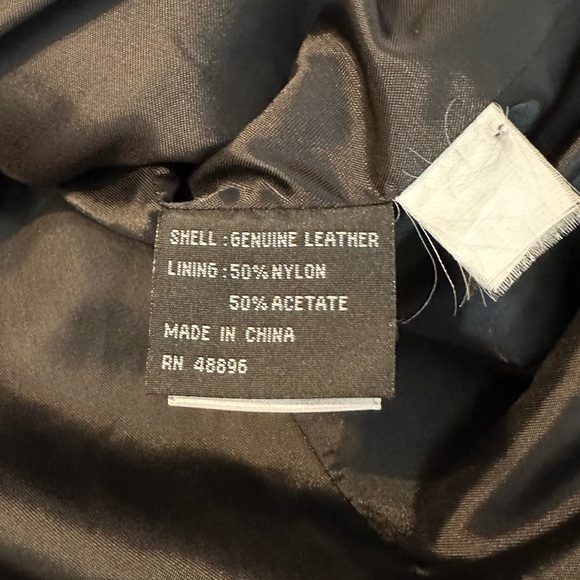 SHELL : GENUINE LEATHER
LINING : 50% NYLON
50% ACETATE
MADE IN CHINA
RN 48896